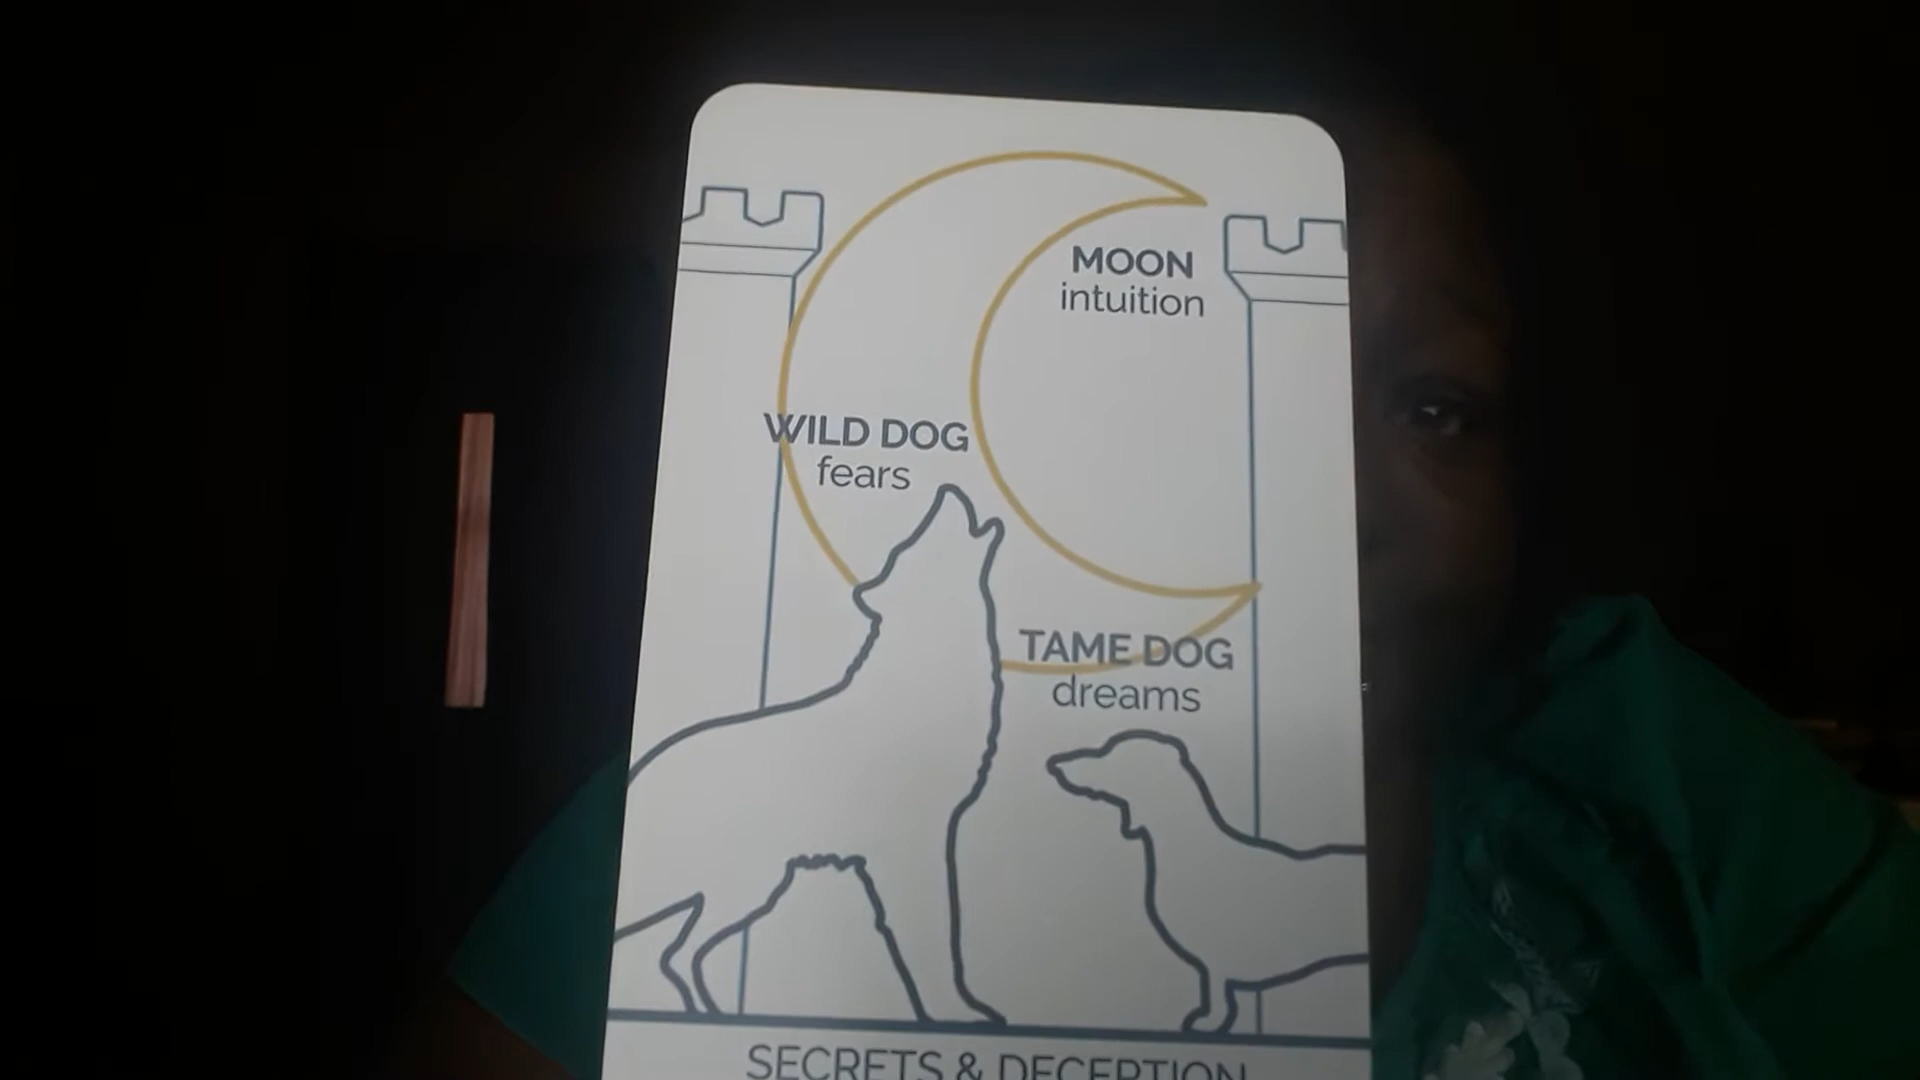 MOON
intuition
WILD DOG
fears
TAME DOG
dreams
SECRETS & DECEPTION